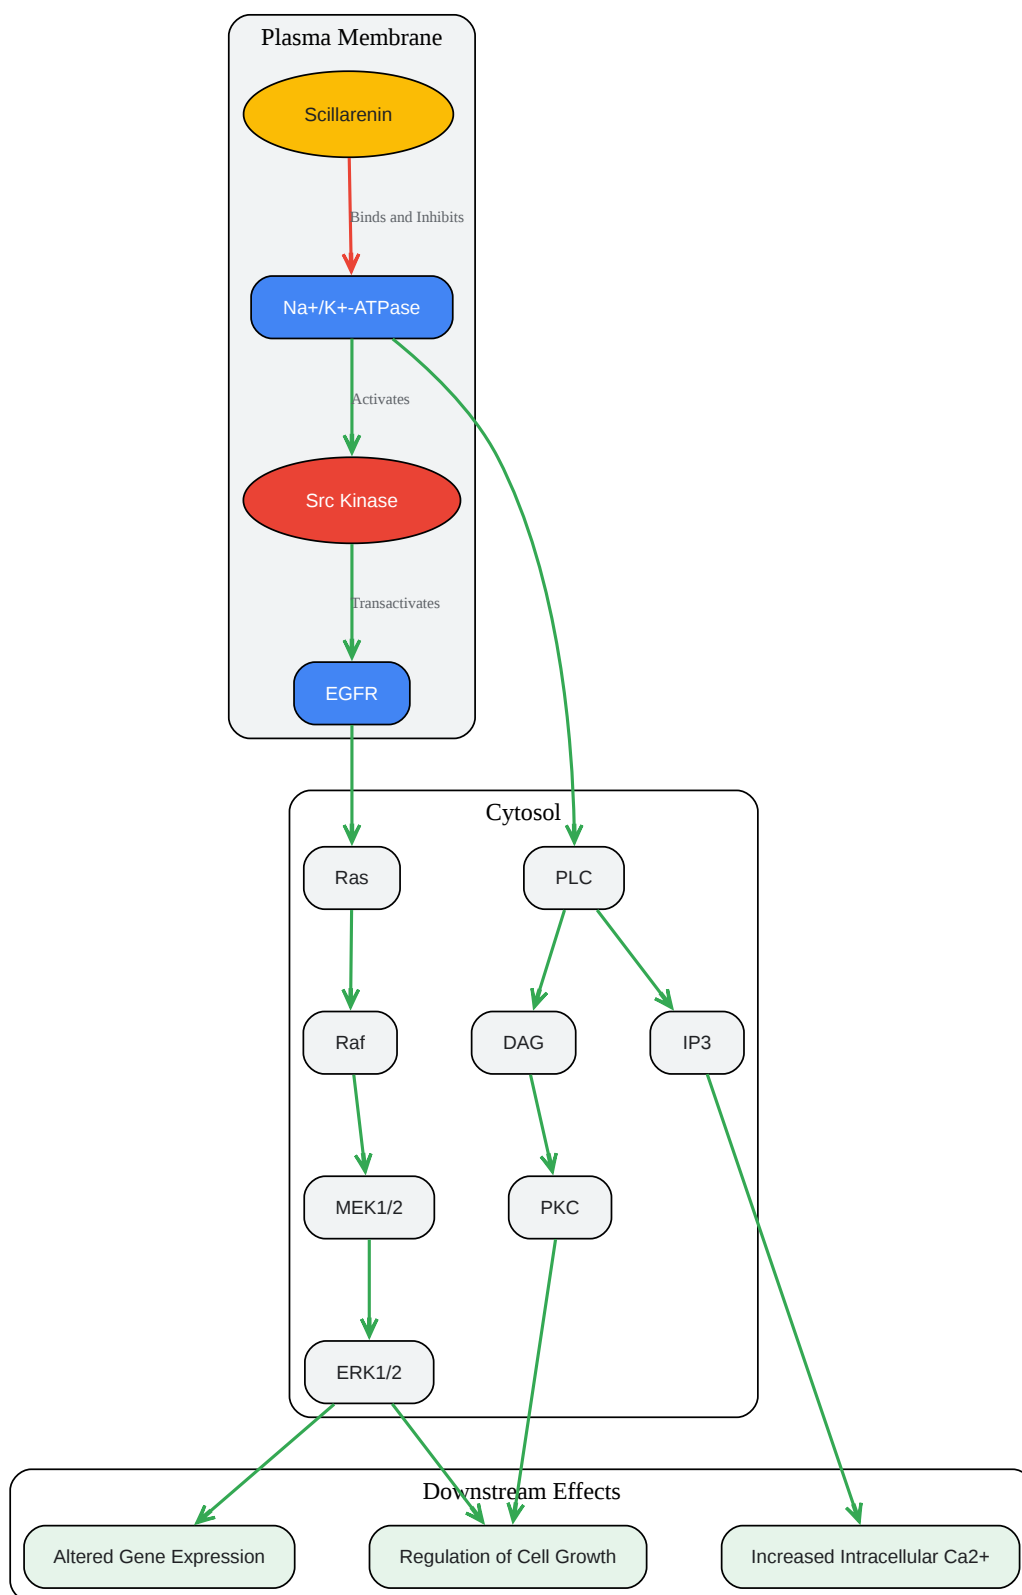 Plasma Membrane
Scillarenin
Binds and Inhibits
Na+/K+-ATPase
Activates
Src Kinase
Transactivates
EGFR
Cytosol
Ras
PLC
Raf
DAG
IP3
MEK1/2
PKC
ERK1/2
Downstream Effects
Altered Gene Expression
Regulation of Cell Growth
Increased Intracellular Ca2+